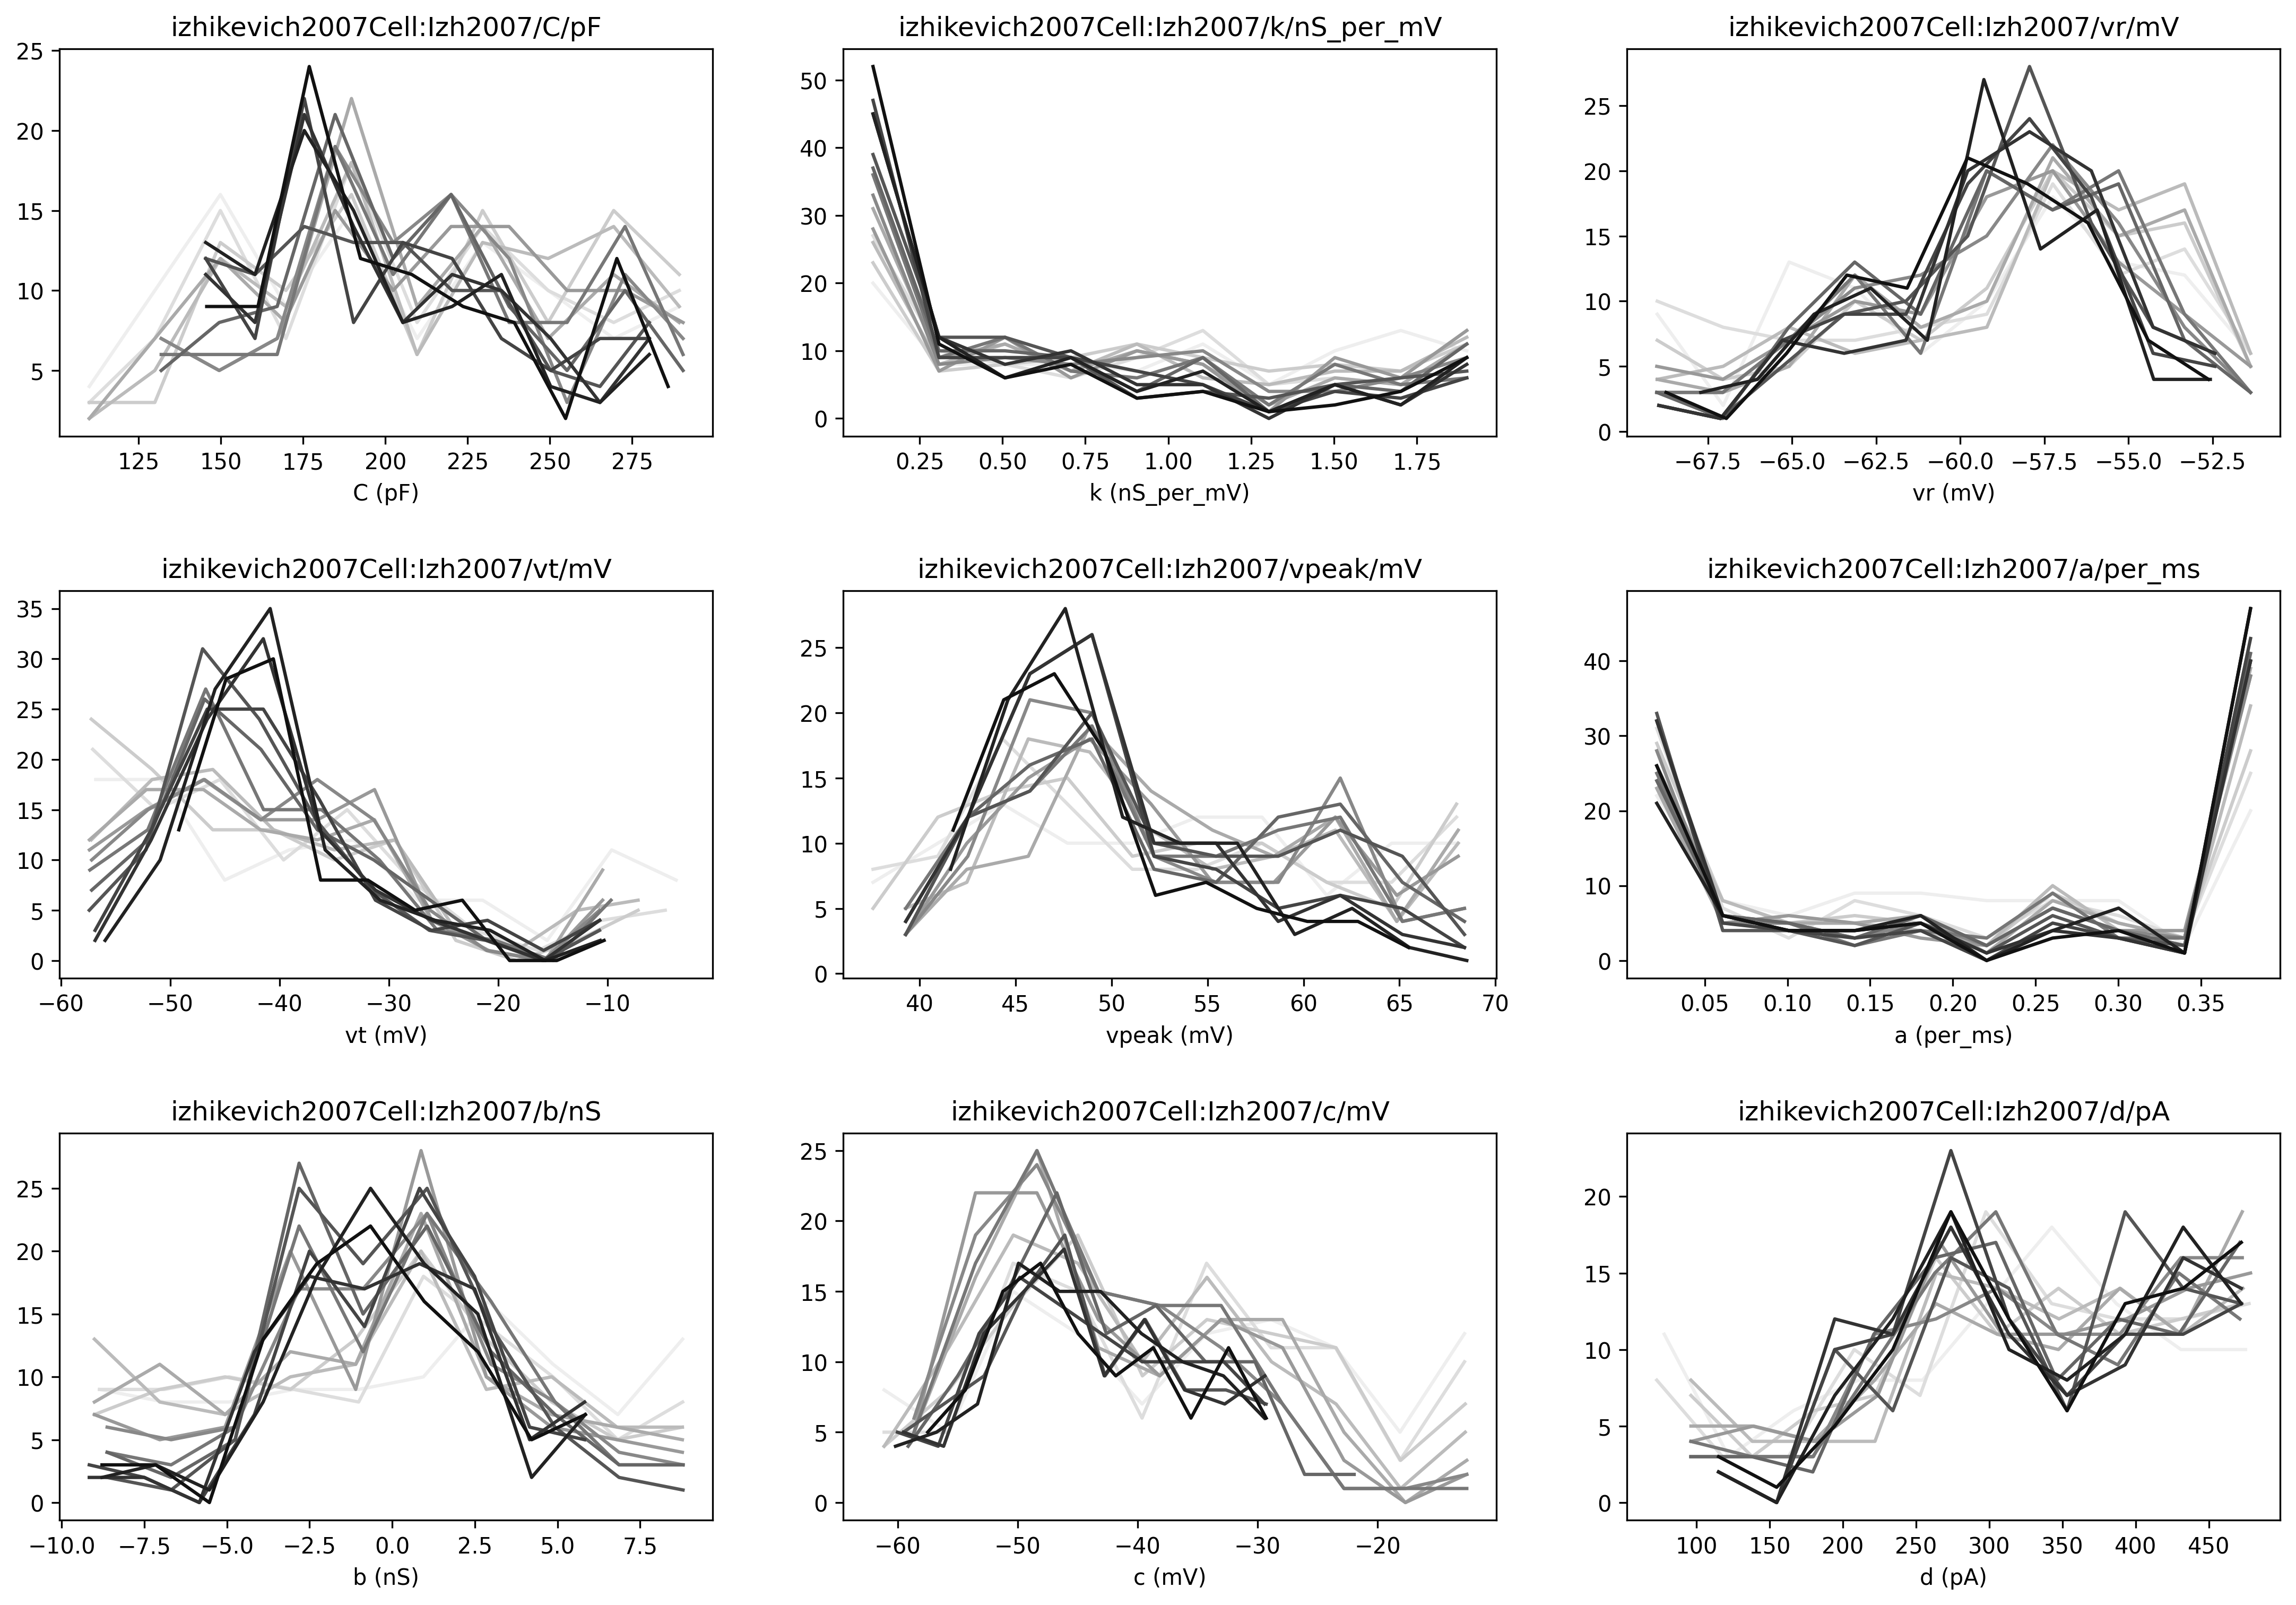 izhikevich2007Cell:Izh2007/C/pF
25
20
15
10
5
125 150 175 200 225 250 275
C (pF)
izhikevich2007Cell:Izh2007/k/nS_per_mV
50
40
30
20
10
0
0.25 0.50 0.75 1.00 1.25 1.50 1.75
k (nS_per_mV)
izhikevich2007Cell:Izh2007/vr/mV
25
20
15
10
5
0
−67.5 −65.0 −62.5 −60.0 −57.5 −55.0 −52.5
vr (mV)
izhikevich2007Cell:Izh2007/vt/mV
35
30
25
20
15
10
5
0
−60 −50 −40 −30 −20 −10
vt (mV)
izhikevich2007Cell:Izh2007/vpeak/mV
25
20
15
10
5
0
40 45 50 55 60 65 70
vpeak (mV)
izhikevich2007Cell:Izh2007/a/per_ms
40
30
20
10
0
0.05 0.10 0.15 0.20 0.25 0.30 0.35
a (per_ms)
izhikevich2007Cell:Izh2007/b/nS
25
20
15
10
5
0
−10.0 −7.5 −5.0 −2.5 0.0 2.5 5.0 7.5
b (nS)
izhikevich2007Cell:Izh2007/c/mV
25
20
15
10
5
0
−60 −50 −40 −30 −20
c (mV)
izhikevich2007Cell:Izh2007/d/pA
20
15
10
5
0
100 150 200 250 300 350 400 450
d (pA)